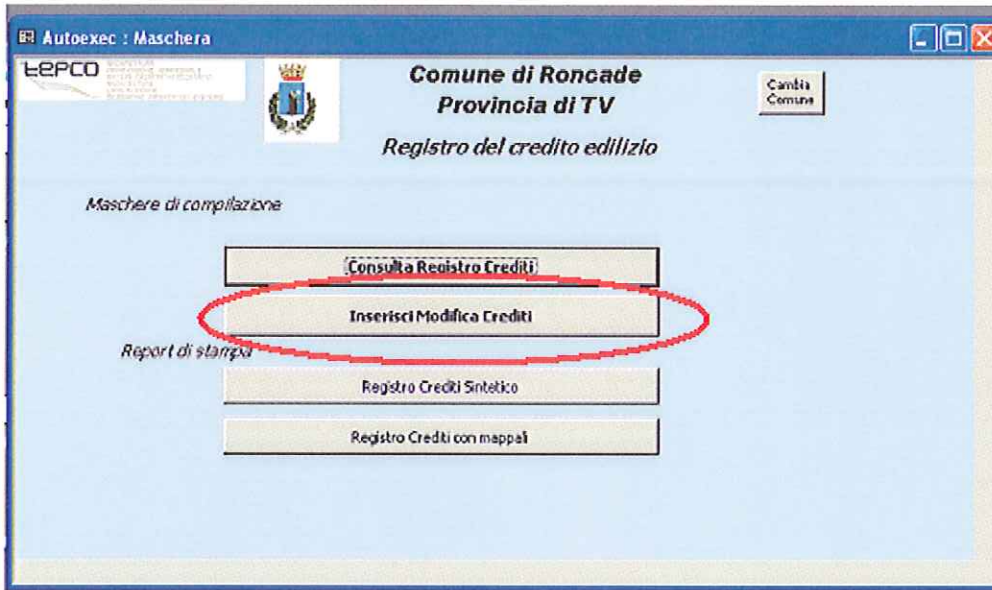 Autoexec : Maschera
tepco
Comune di Roncade
Provincia di TV
Cambia
Comune
Registro del credito edilizio
Maschere di compilazione
Consulta Registro Crediti
Inserisci Modifica Crediti
Report di stampa
Registro Crediti Sintetico
Registro Crediti con mappali